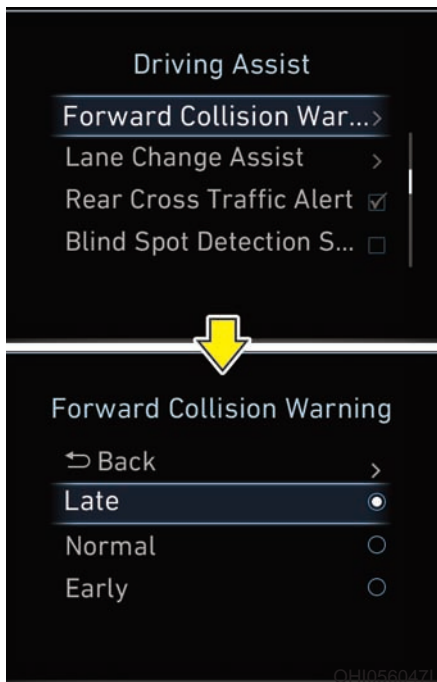 Driving Assist
Forward Collision War...>
Lane Change Assist >
Rear Cross Traffic Alert
Blind Spot Detection S...
Forward Collision Warning
Back >
Late
Normal
Early
OHI056047L